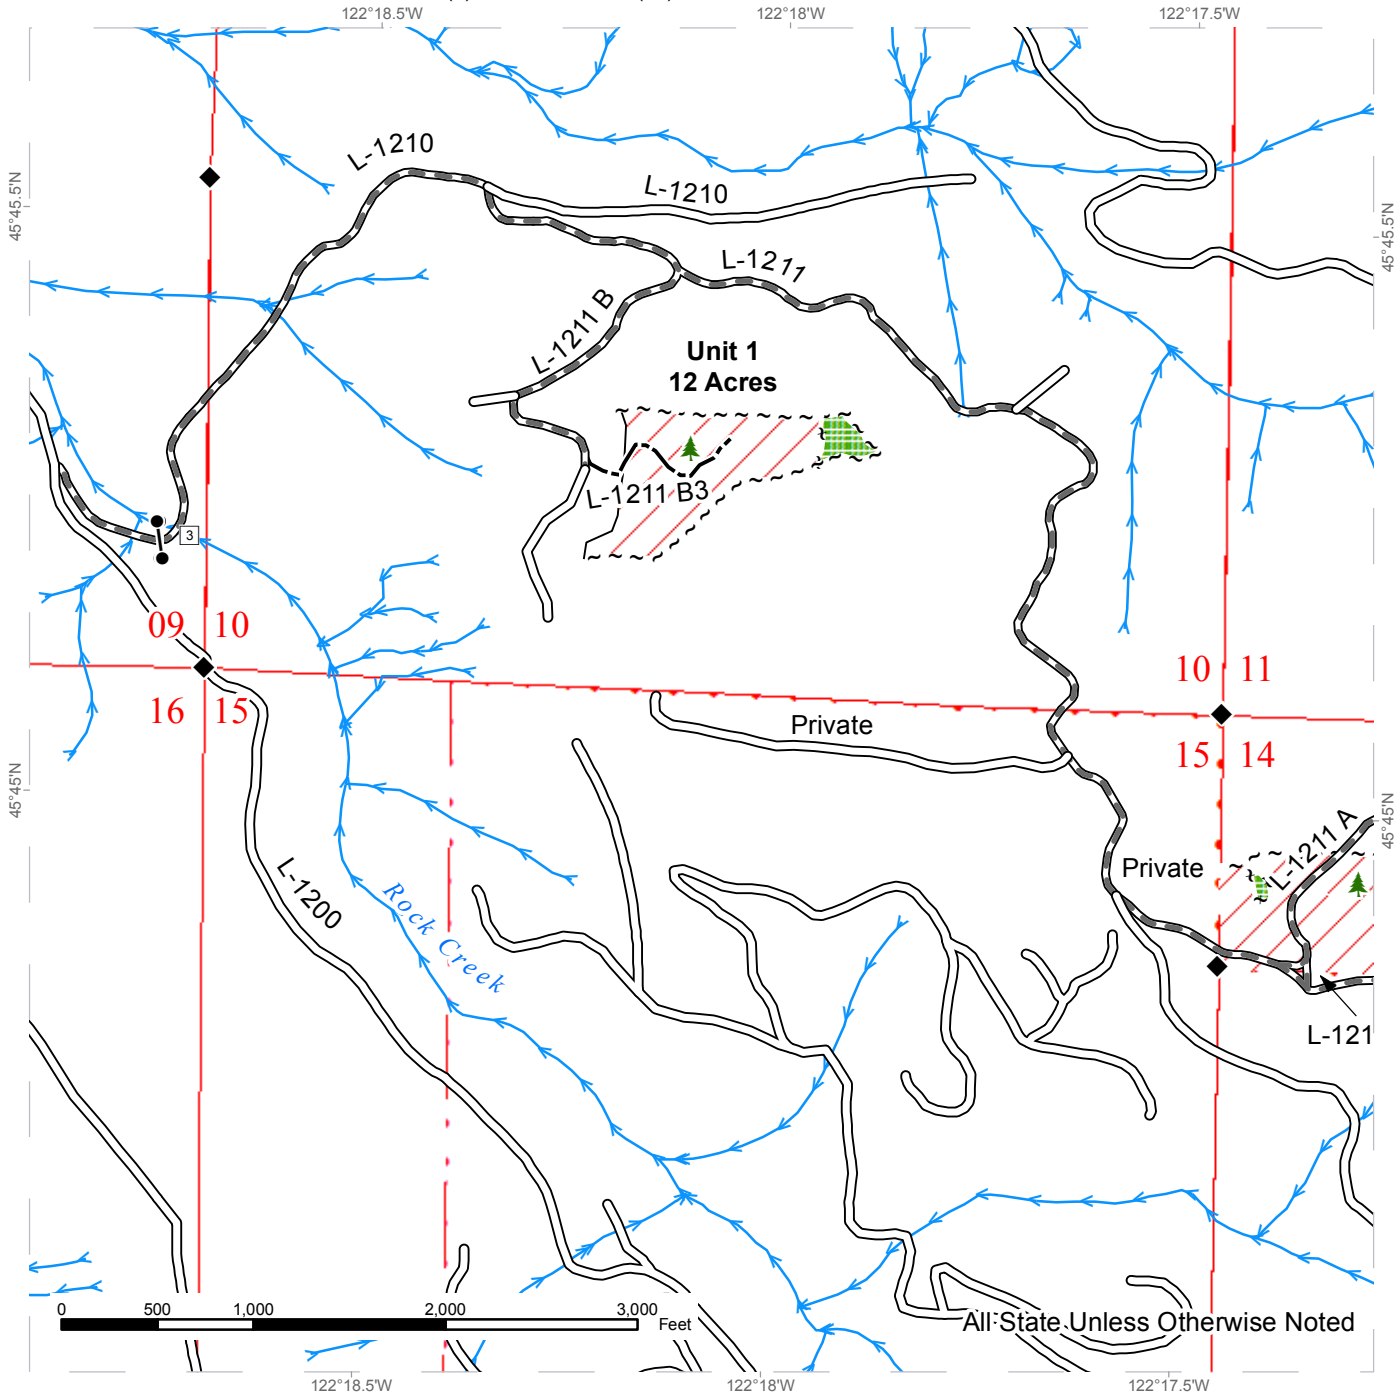 122°18.5'W
122°18'W
122°17.5'W
45°45.5'N
45°45.5'N
L-1210
L-1210
L-1211
L-1211 B
Unit 1
12 Acres
L-1211 B3
3
09
10
16
15
10
11
15
14
Private
45°45'N
45°45'N
L-1211 A
Private
L-1200
Rock Creek
L-121
0
500
1,000
2,000
3,000
Feet
All State Unless Otherwise Noted
122°18.5'W
122°18'W
122°17.5'W